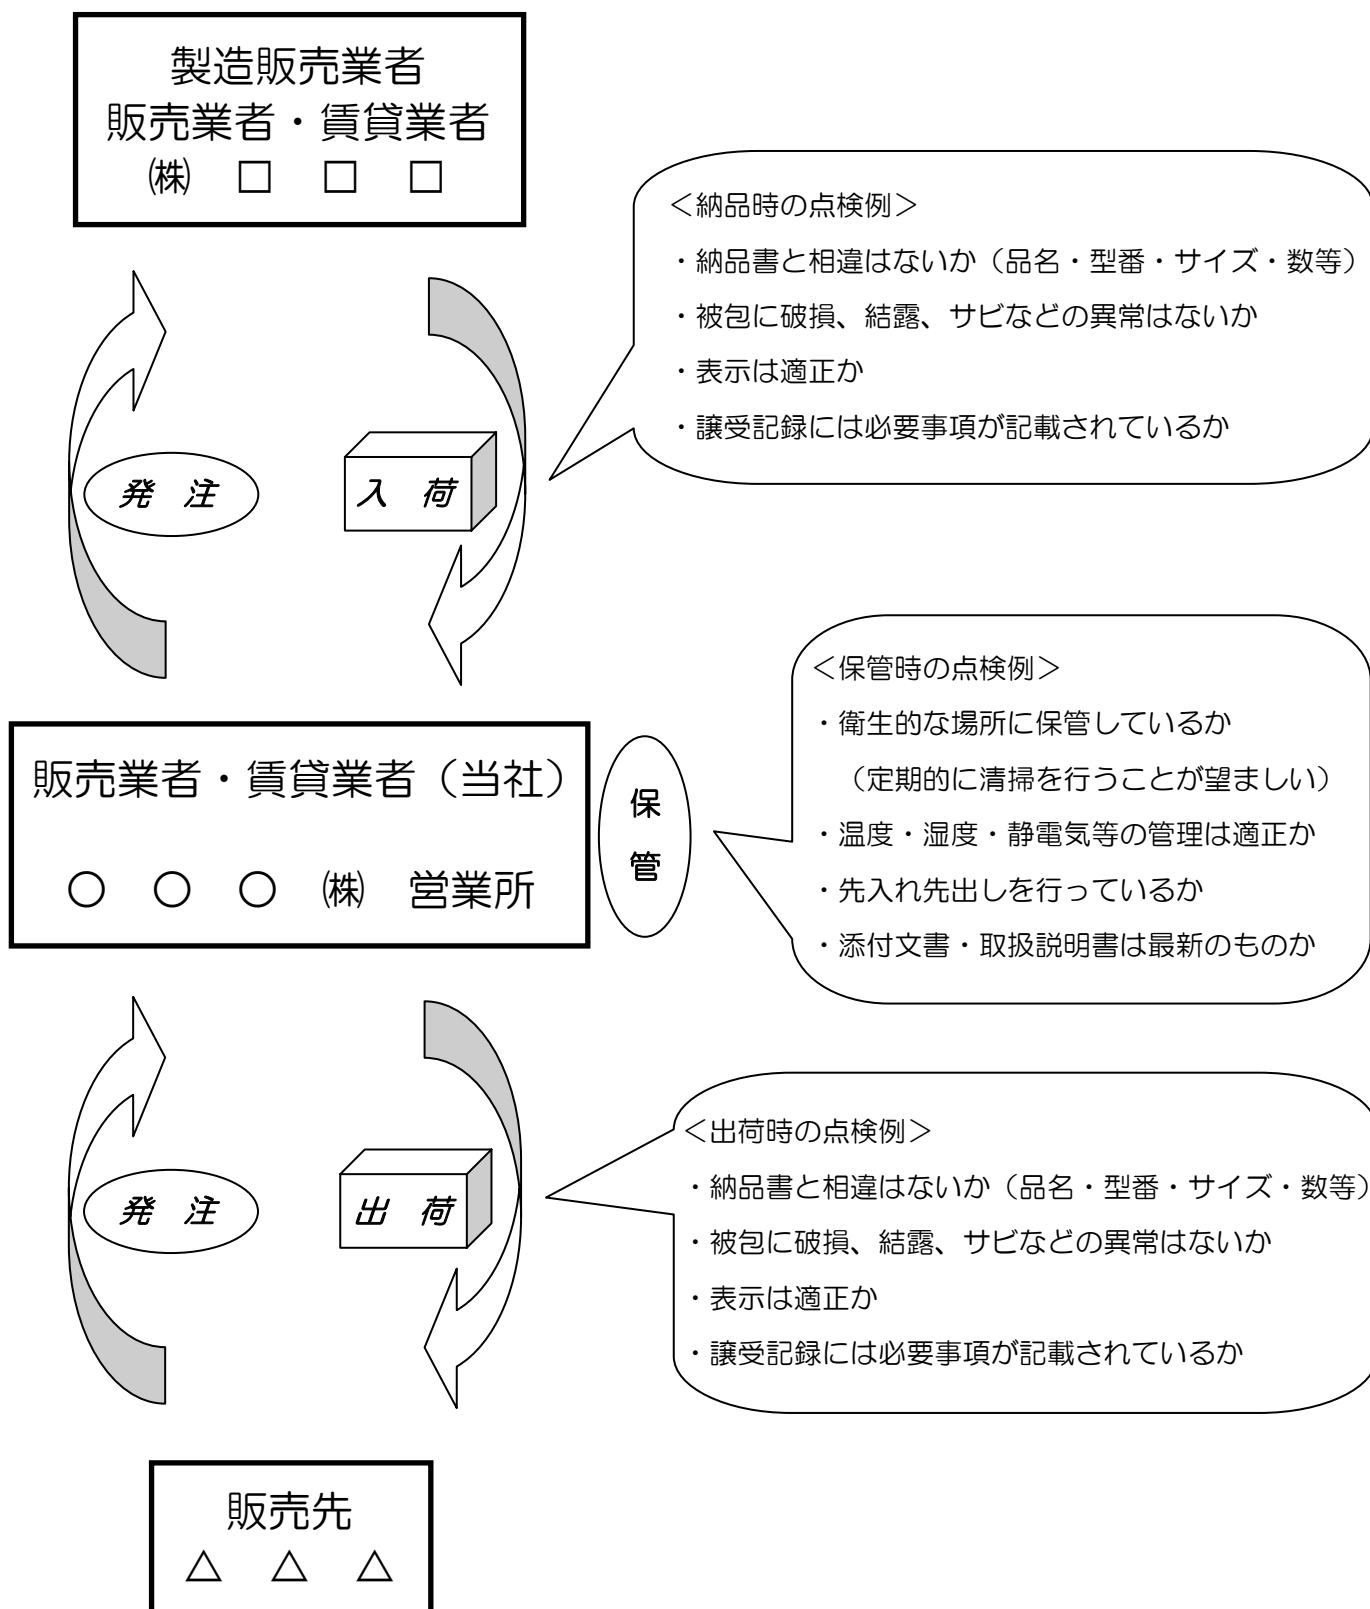 製造販売業者
販売業者・賃貸業者
㈱ □ □ □
＜納品時の点検例＞
・納品書と相違はないか（品名・型番・サイズ・数等）
・被包に破損、結露、サビなどの異常はないか
・表示は適正か
・譲受記録には必要事項が記載されているか
発 注
入 荷
販売業者・賃貸業者（当社）
○ ○ ○ ㈱ 営業所
保
管
＜保管時の点検例＞
・衛生的な場所に保管しているか
（定期的に清掃を行うことが望ましい）
・温度・湿度・静電気等の管理は適正か
・先入れ先出しを行っているか
・添付文書・取扱説明書は最新のものか
発 注
出 荷
＜出荷時の点検例＞
・納品書と相違はないか（品名・型番・サイズ・数等）
・被包に破損、結露、サビなどの異常はないか
・表示は適正か
・譲受記録には必要事項が記載されているか
販売先
△ △ △